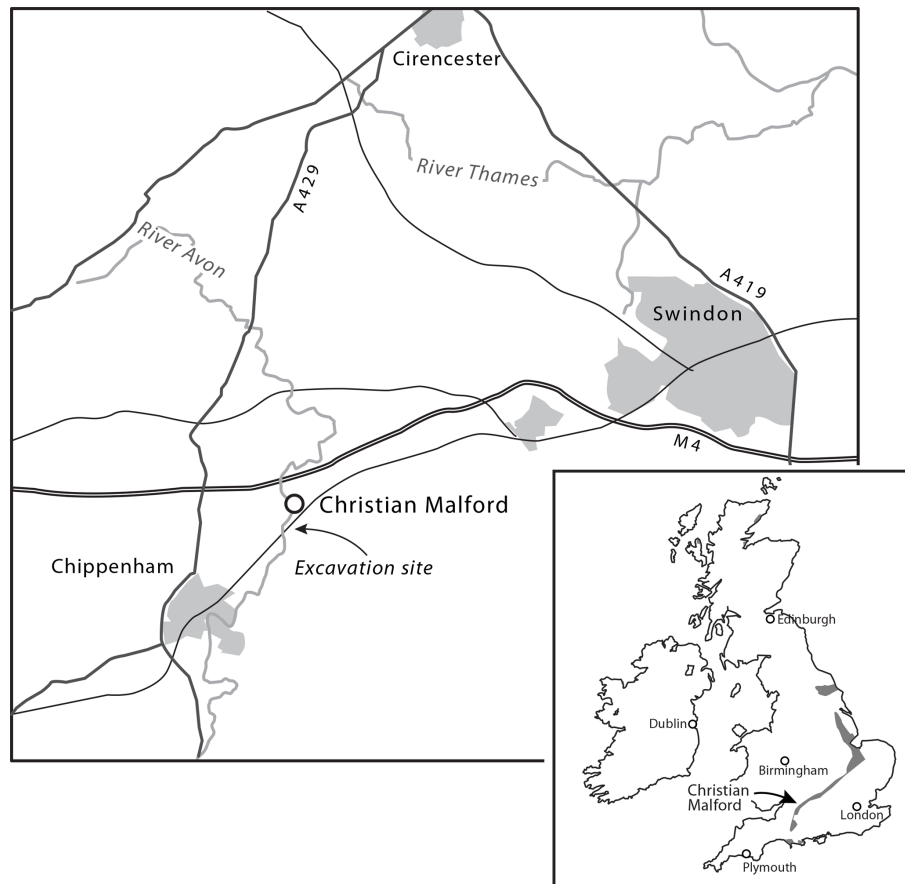 Cirencester
River Thames
A429
River Avon
A419
Swindon
M4
Christian Malford
Chippenham
Excavation site
Edinburgh
Dublin
Birmingham
Christian
Malford
London
Plymouth